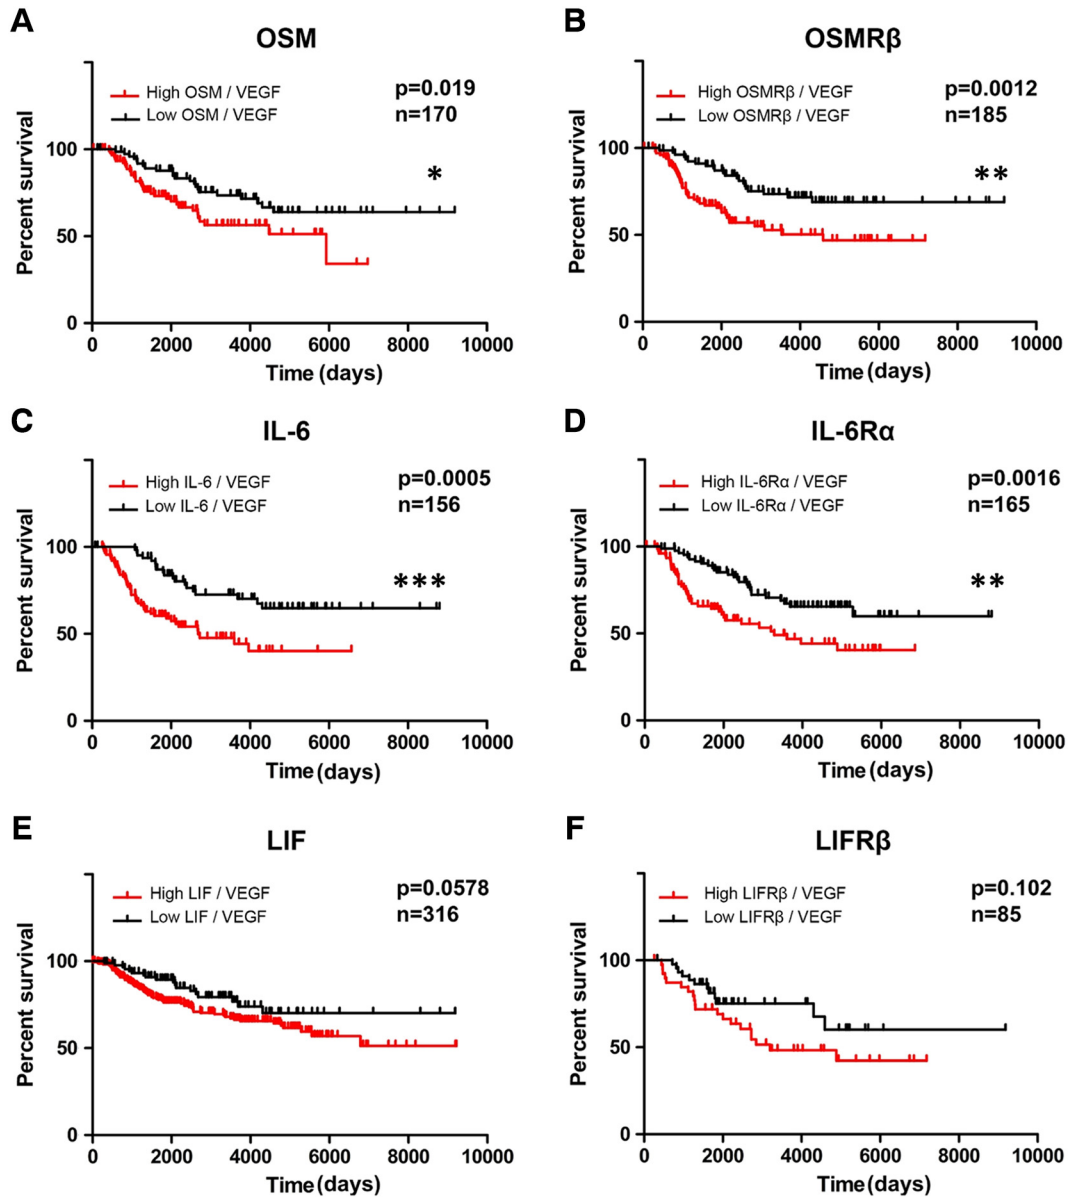 A
OSM
High OSM / VEGF
Low OSM / VEGF
p=0.019
n=170
*
Percent survival
100
50
0
0 2000 4000 6000 8000 10000
Time (days)
B
OSMRβ
High OSMRβ / VEGF
Low OSMRβ / VEGF
p=0.0012
n=185
**
Percent survival
100
50
0
0 2000 4000 6000 8000 10000
Time (days)
C
IL-6
High IL-6 / VEGF
Low IL-6 / VEGF
p=0.0005
n=156
***
Percent survival
100
50
0
0 2000 4000 6000 8000 10000
Time (days)
D
IL-6Rα
High IL-6Rα / VEGF
Low IL-6Rα / VEGF
p=0.0016
n=165
**
Percent survival
100
50
0
0 2000 4000 6000 8000 10000
Time (days)
E
LIF
High LIF / VEGF
Low LIF / VEGF
p=0.0578
n=316
Percent survival
100
50
0
0 2000 4000 6000 8000 10000
Time (days)
F
LIFRβ
High LIFRβ / VEGF
Low LIFRβ / VEGF
p=0.102
n=85
Percent survival
100
50
0
0 2000 4000 6000 8000 10000
Time (days)